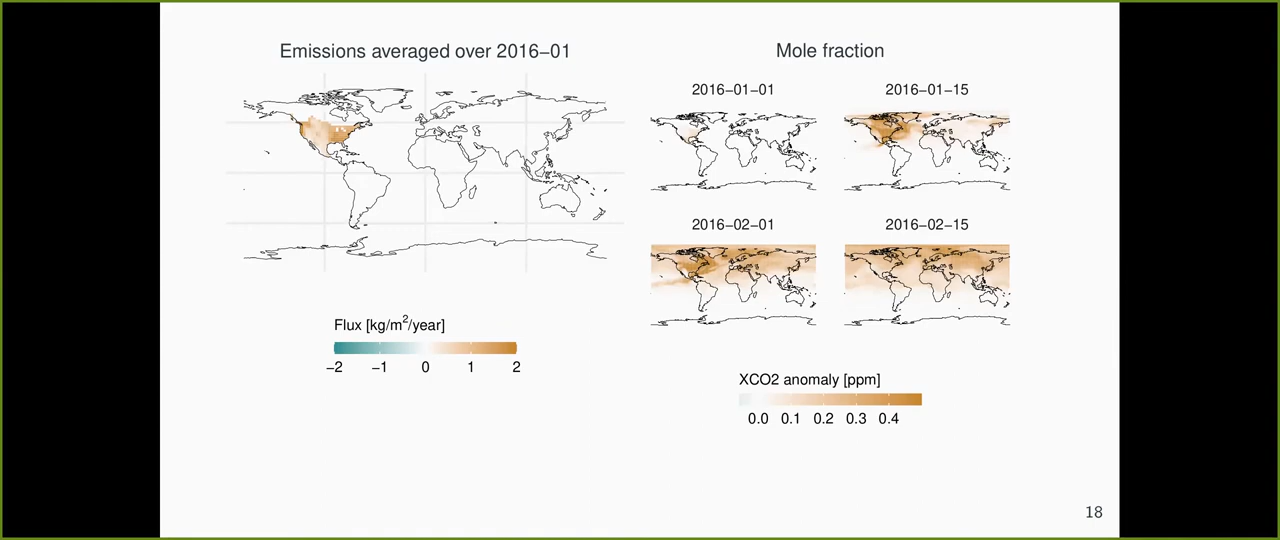 Emissions averaged over 2016−01
Flux [kg/m²/year]
−2 −1 0 1 2
Mole fraction
2016−01−01 2016−01−15
2016−02−01 2016−02−15
XCO2 anomaly [ppm]
0.0 0.1 0.2 0.3 0.4
18